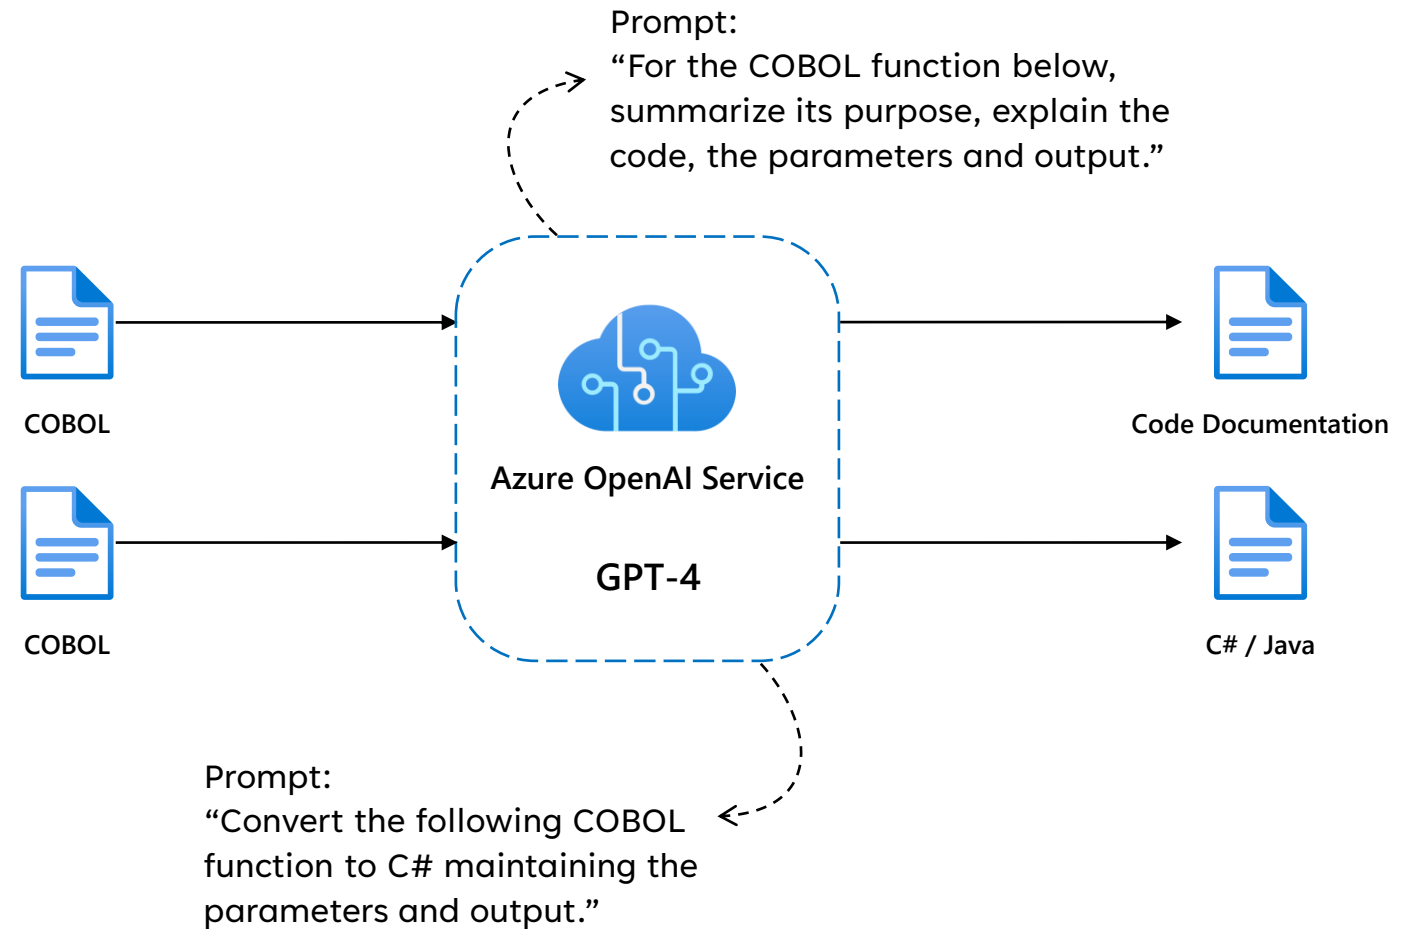 Prompt:
“For the COBOL function below,
summarize its purpose, explain the
code, the parameters and output.”
COBOL
Azure OpenAI Service
Code Documentation
GPT-4
COBOL
C# / Java
Prompt:
“Convert the following COBOL
function to C# maintaining the
parameters and output.”